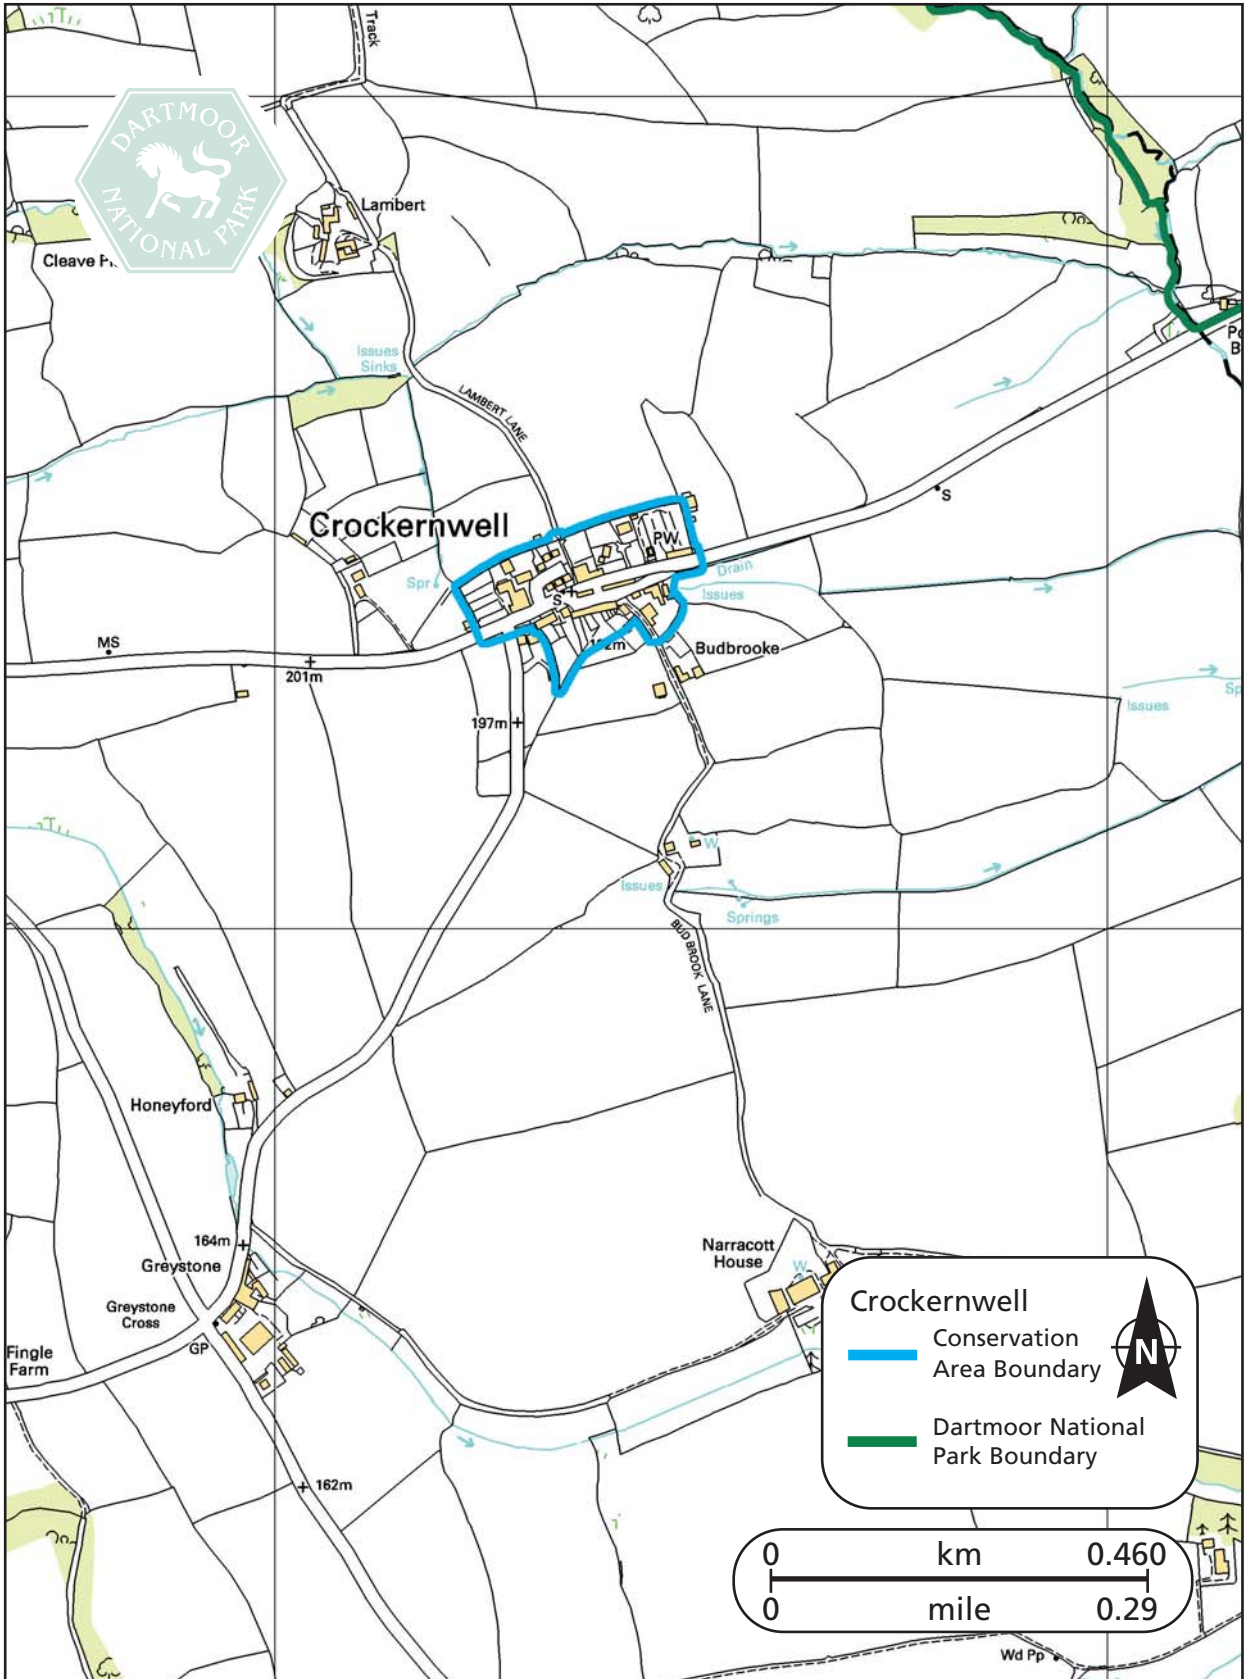 Track
DARTMOOR
NATIONAL PARK
Lambert
Cleave
Issues
Sinks
LAMBERT LANE
Crockernwell
PW
S
Spr
Drain
Issues
S
MS
Budbrooke
201m
197m
Issues
W
Issues
Springs
BUDBROOK LANE
Honeyford
164m
Greystone
Narracott
House
W
Greystone
Cross
GP
Fingle
Farm
162m
Crockernwell
Conservation
Area Boundary
N
Dartmoor National
Park Boundary
0 km 0.460
0 mile 0.29
Wd Pp